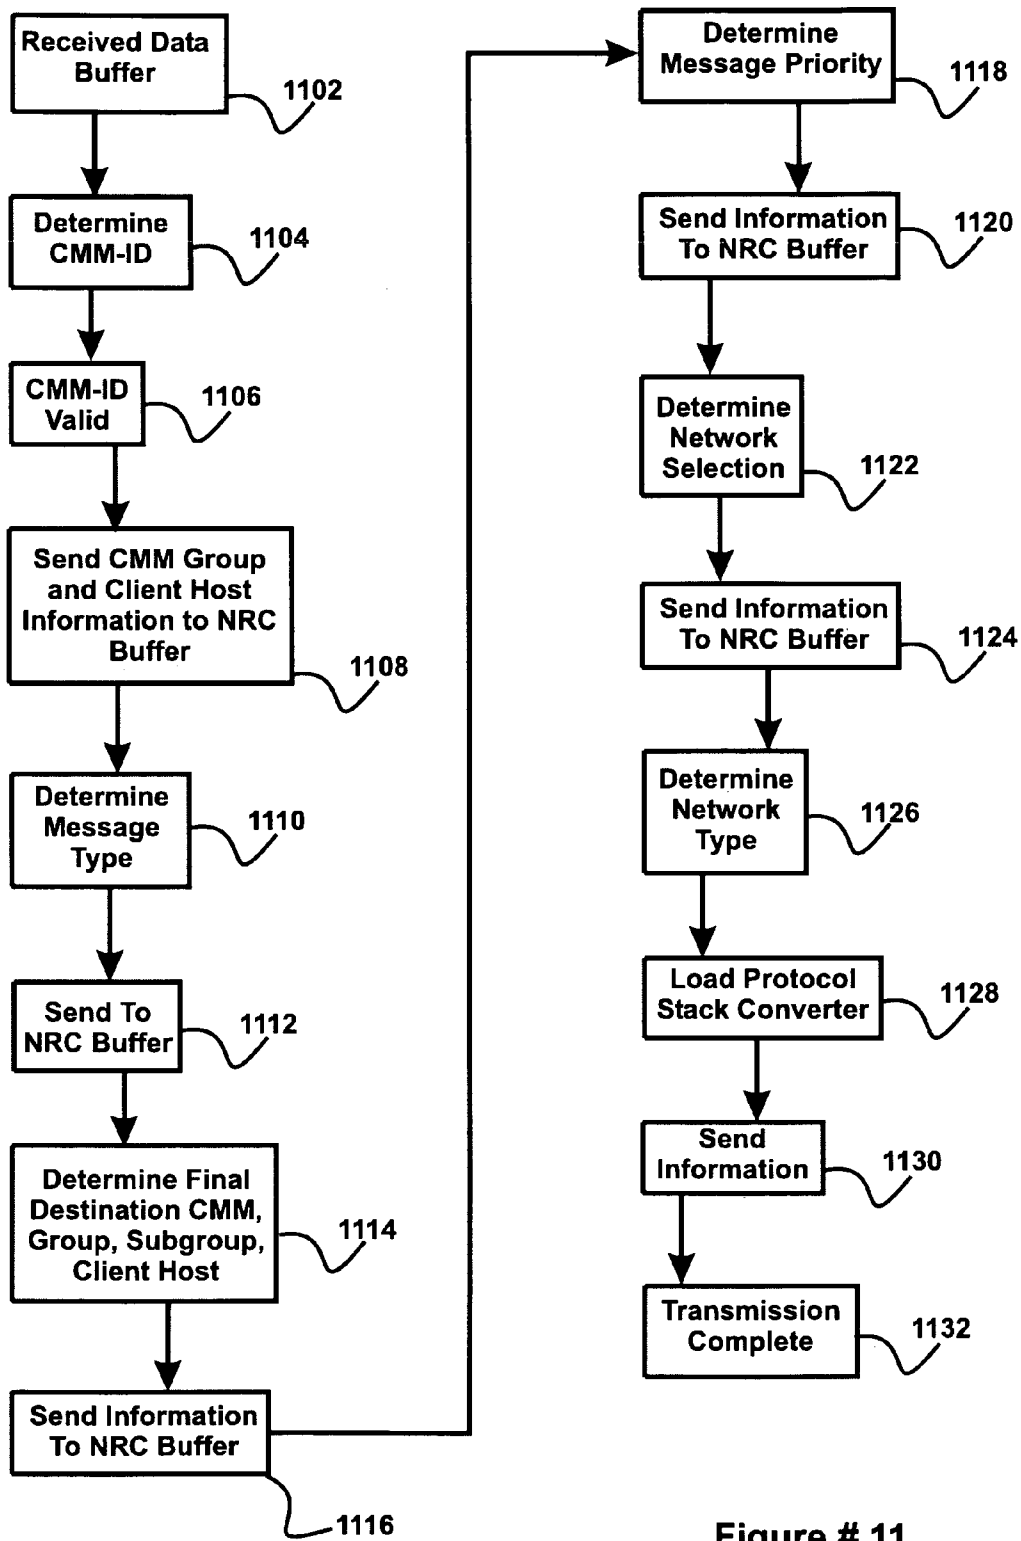 Received Data
Buffer
1102
Determine
CMM-ID
1104
CMM-ID
Valid
1106
Send CMM Group
and Client Host
Information to NRC
Buffer
1108
Determine
Message
Type
1110
Send To
NRC Buffer
1112
Determine Final
Destination CMM,
Group, Subgroup,
Client Host
1114
Send Information
To NRC Buffer
1116
Determine
Message Priority
1118
Send Information
To NRC Buffer
1120
Determine
Network
Selection
1122
Send Information
To NRC Buffer
1124
Determine
Network
Type
1126
Load Protocol
Stack Converter
1128
Send
Information
1130
Transmission
Complete
1132
Figure # 11